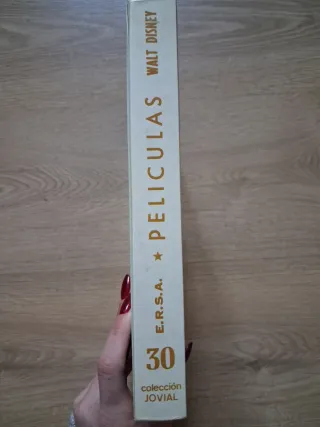 WALT DISNEY
PELICULAS
★
E.R.S.A.
30
colección
JOVIAL